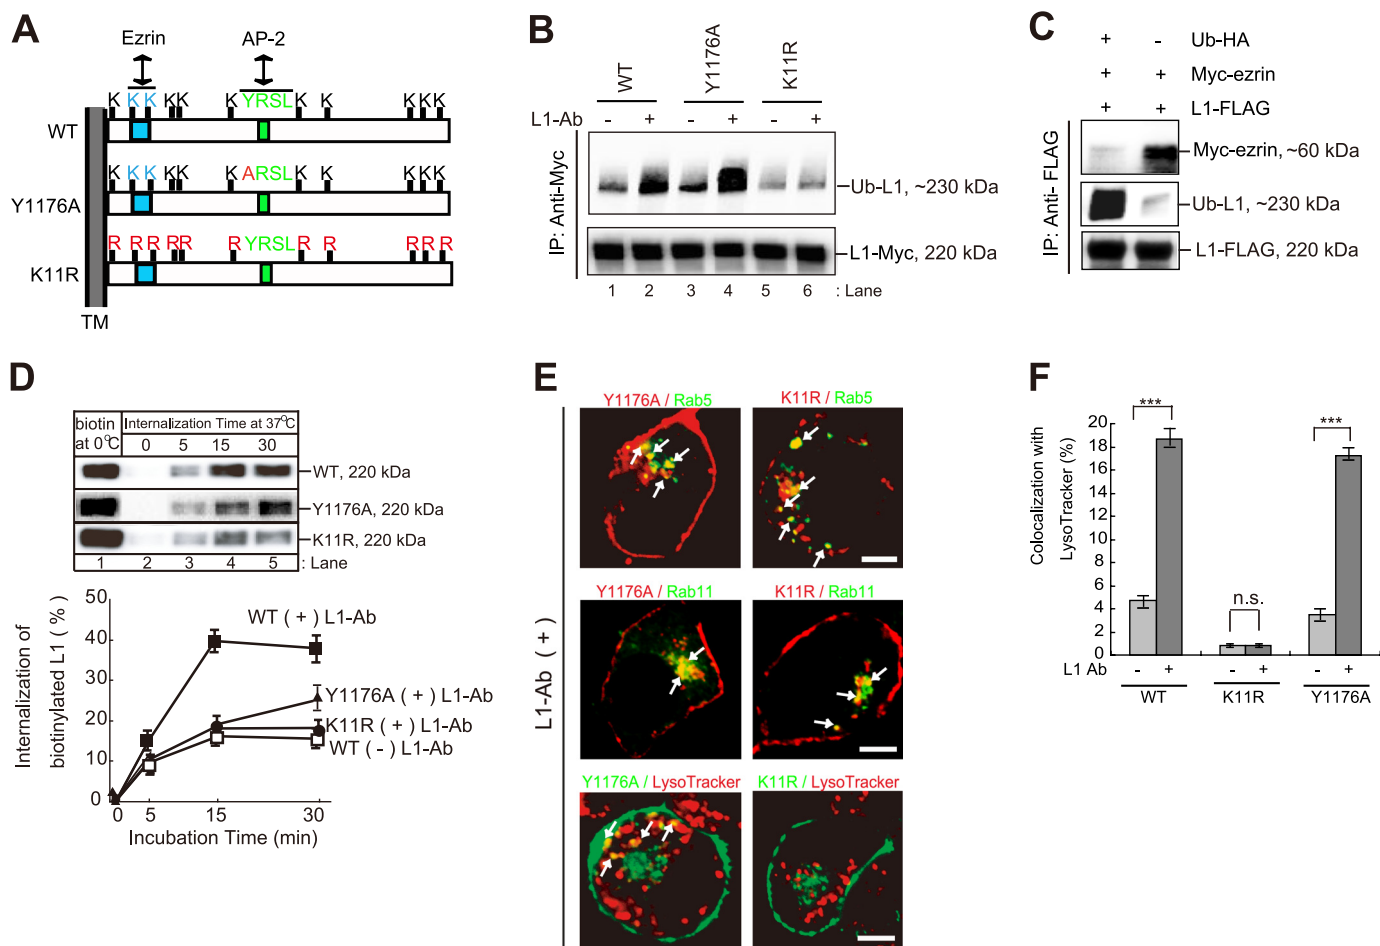 A
Ezrin
AP-2
K K K KK K YRSL K K KKK
WT
K K K KK K ARSL K K KKK
Y1176A
R R R RR R YRSL R R R R R
K11R
TM
B
WT
Y1176A
K11R
L1-Ab - + - + - +
IP: Anti-Myc
Ub-L1, ~230 kDa
L1-Myc, 220 kDa
1 2 3 4 5 6 : Lane
C
+ - Ub-HA
+ + Myc-ezrin
+ + L1-FLAG
IP: Anti- FLAG
Myc-ezrin, ~60 kDa
Ub-L1, ~230 kDa
L1-FLAG, 220 kDa
D
biotin at 0°C
Internalization Time at 37°C
0 5 15 30
WT, 220 kDa
Y1176A, 220 kDa
K11R, 220 kDa
1 2 3 4 5 : Lane
Internalization of
biotinylated L1 ( % )
50
40
30
20
10
0
WT ( + ) L1-Ab
Y1176A ( + ) L1-Ab
K11R ( + ) L1-Ab
WT ( - ) L1-Ab
0 5 15 30
Incubation Time (min)
E
L1-Ab ( + )
Y1176A / Rab5
K11R / Rab5
Y1176A / Rab11
K11R / Rab11
Y1176A / LysoTracker
K11R / LysoTracker
F
Colocalization with
LysoTracker (%)
20
18
16
14
12
10
8
6
4
2
0
***
n.s.
***
L1 Ab - + - + - +
WT K11R Y1176A